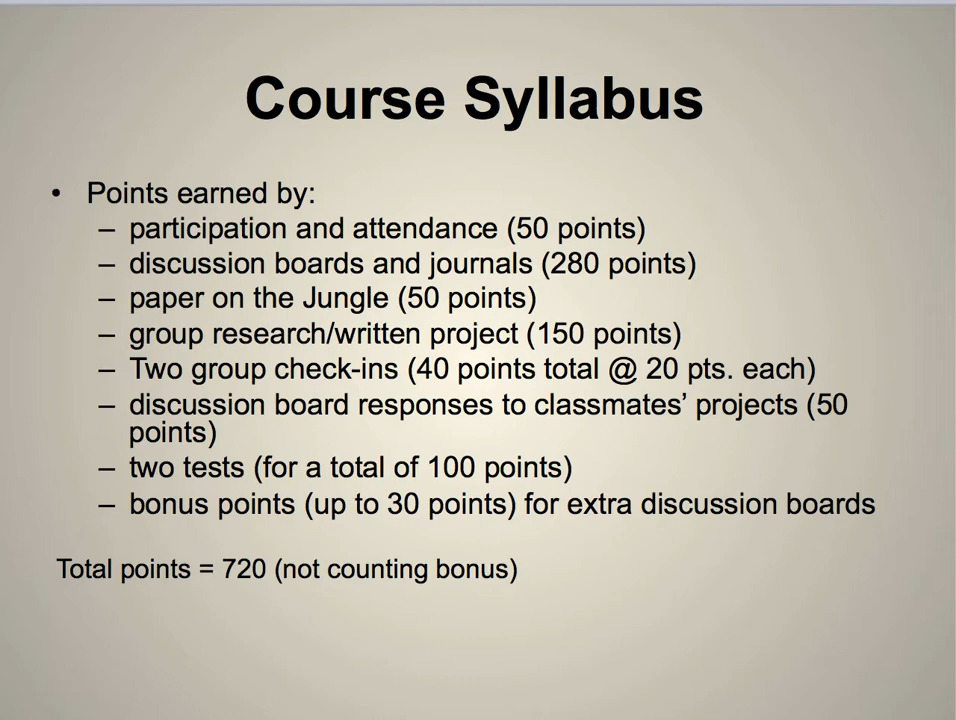 Course Syllabus
• Points earned by:
– participation and attendance (50 points)
– discussion boards and journals (280 points)
– paper on the Jungle (50 points)
– group research/written project (150 points)
– Two group check-ins (40 points total @ 20 pts. each)
– discussion board responses to classmates’ projects (50
points)
– two tests (for a total of 100 points)
– bonus points (up to 30 points) for extra discussion boards
Total points = 720 (not counting bonus)